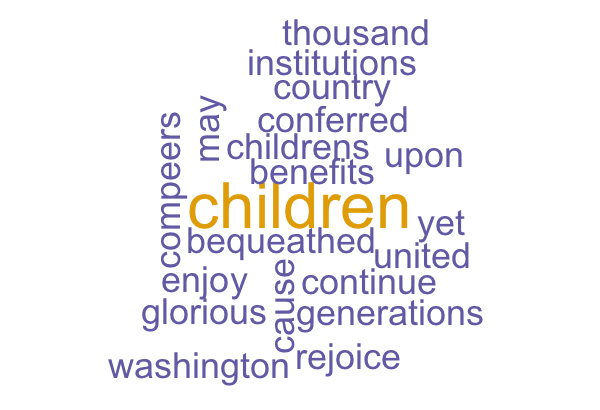 thousand
institutions
country
may
conferred
compeers
childrens
upon
benefits
children
yet
bequeathed
united
enjoy
cause
continue
glorious
generations
washington
rejoice